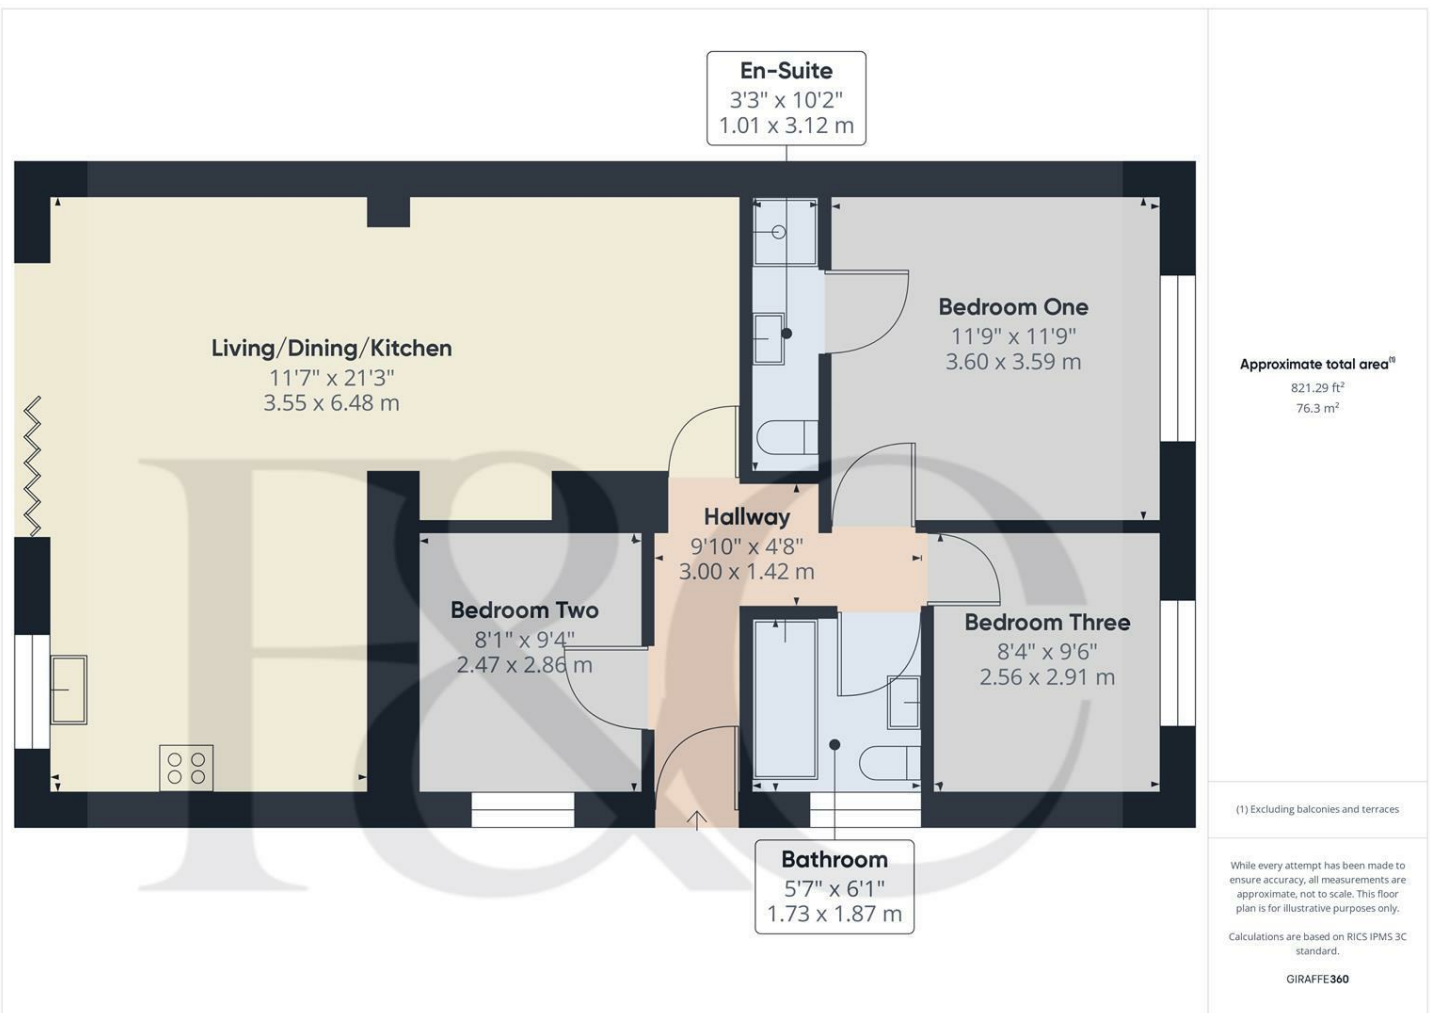 En-Suite
3'3" x 10'2"
1.01 x 3.12 m
Living/Dining/Kitchen
11'7" x 21'3"
3.55 x 6.48 m
Bedroom One
11'9" x 11'9"
3.60 x 3.59 m
Hallway
9'10" x 4'8"
3.00 x 1.42 m
Bedroom Two
8'1" x 9'4"
2.47 x 2.86 m
Bedroom Three
8'4" x 9'6"
2.56 x 2.91 m
Bathroom
5'7" x 6'1"
1.73 x 1.87 m
F&C
Approximate total area⁽¹⁾
821.29 ft²
76.3 m²
(1) Excluding balconies and terraces
While every attempt has been made to
ensure accuracy, all measurements are
approximate, not to scale. This floor
plan is for illustrative purposes only.
Calculations are based on RICS IPMS 3C
standard.
GIRAFFE360